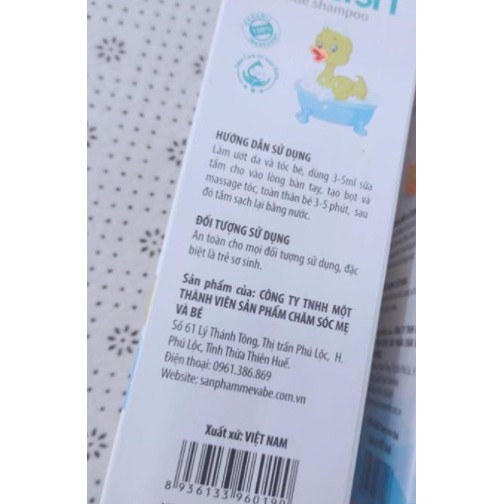 shampoo
HƯỚNG DẪN SỬ DỤNG
Làm ướt da và tóc bé, dùng 3-5ml sữa
tắm cho vào lòng bàn tay, tạo bọt và
massage tóc, toàn thân bé 3-5 phút, sau
đó tắm sạch lại bằng nước.
ĐỐI TƯỢNG SỬ DỤNG
An toàn cho mọi đối tượng sử dụng, đặc
biệt là trẻ sơ sinh.
Sản phẩm của: CÔNG TY TNHH MỘT
THÀNH VIÊN SẢN PHẨM CHĂM SÓC MẸ
VÀ BÉ
Số 61 Lý Thánh Tông, Thị trấn Phú Lộc, H.
Phú Lộc, Tỉnh Thừa Thiên Huế.
Điện thoại: 0961.386.869
Website: sanphammevabe.com.vn
Xuất xứ: VIỆT NAM
8 936133 960190